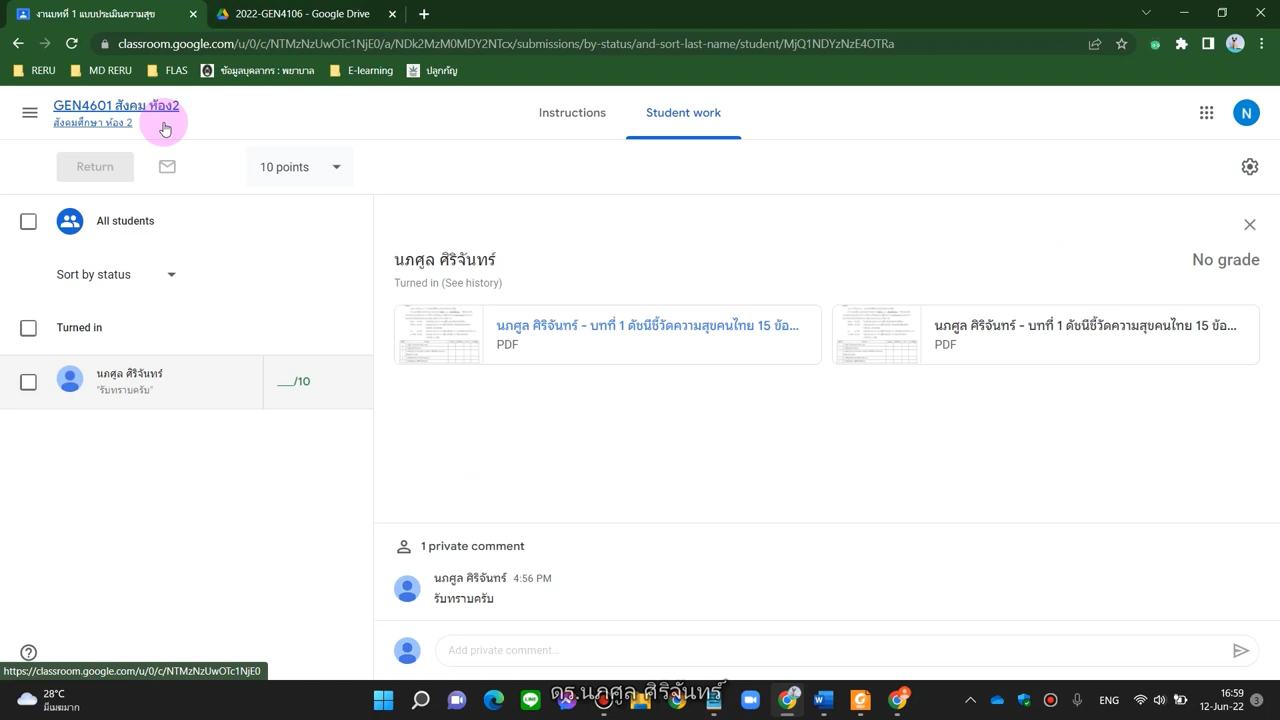 งานบทที่ 1 แบบประเมินความสุข
2022-GEN4106 - Google Drive
classroom.google.com/u/0/c/NTMzNzUwOTc1NjE0/a/NDk2MzM0MDY2NTcx/submissions/by-status/and-sort-last-name/student/MjQ1NDYzNzE4OTRa
RERU
MD RERU
FLAS
ข้อมูลบุคลากร : พยาบาล
E-learning
ปลูกกัญ
GEN4601 สังคม ห้อง2
สังคมศึกษา ห้อง 2
Instructions
Student work
N
Return
10 points
All students
Sort by status
Turned in
นภศูล ศิริจันทร์
"รับทราบครับ"
___/10
นภศูล ศิริจันทร์
No grade
Turned in (See history)
นภศูล ศิริจันทร์ - บทที่ 1 ดัชนีชี้วัดความสุขคนไทย 15 ข้อ...
PDF
นภศูล ศิริจันทร์ - บทที่ 1 ดัชนีชี้วัดความสุขคนไทย 15 ข้อ...
PDF
1 private comment
นภศูล ศิริจันทร์ 4:56 PM
รับทราบครับ
Add private comment...
https://classroom.google.com/u/0/c/NTMzNzUwOTc1NjE0
28°C
มีเมฆมาก
ดร.นภศูล ศิริจันทร์
ENG
16:59
12-Jun-22
3